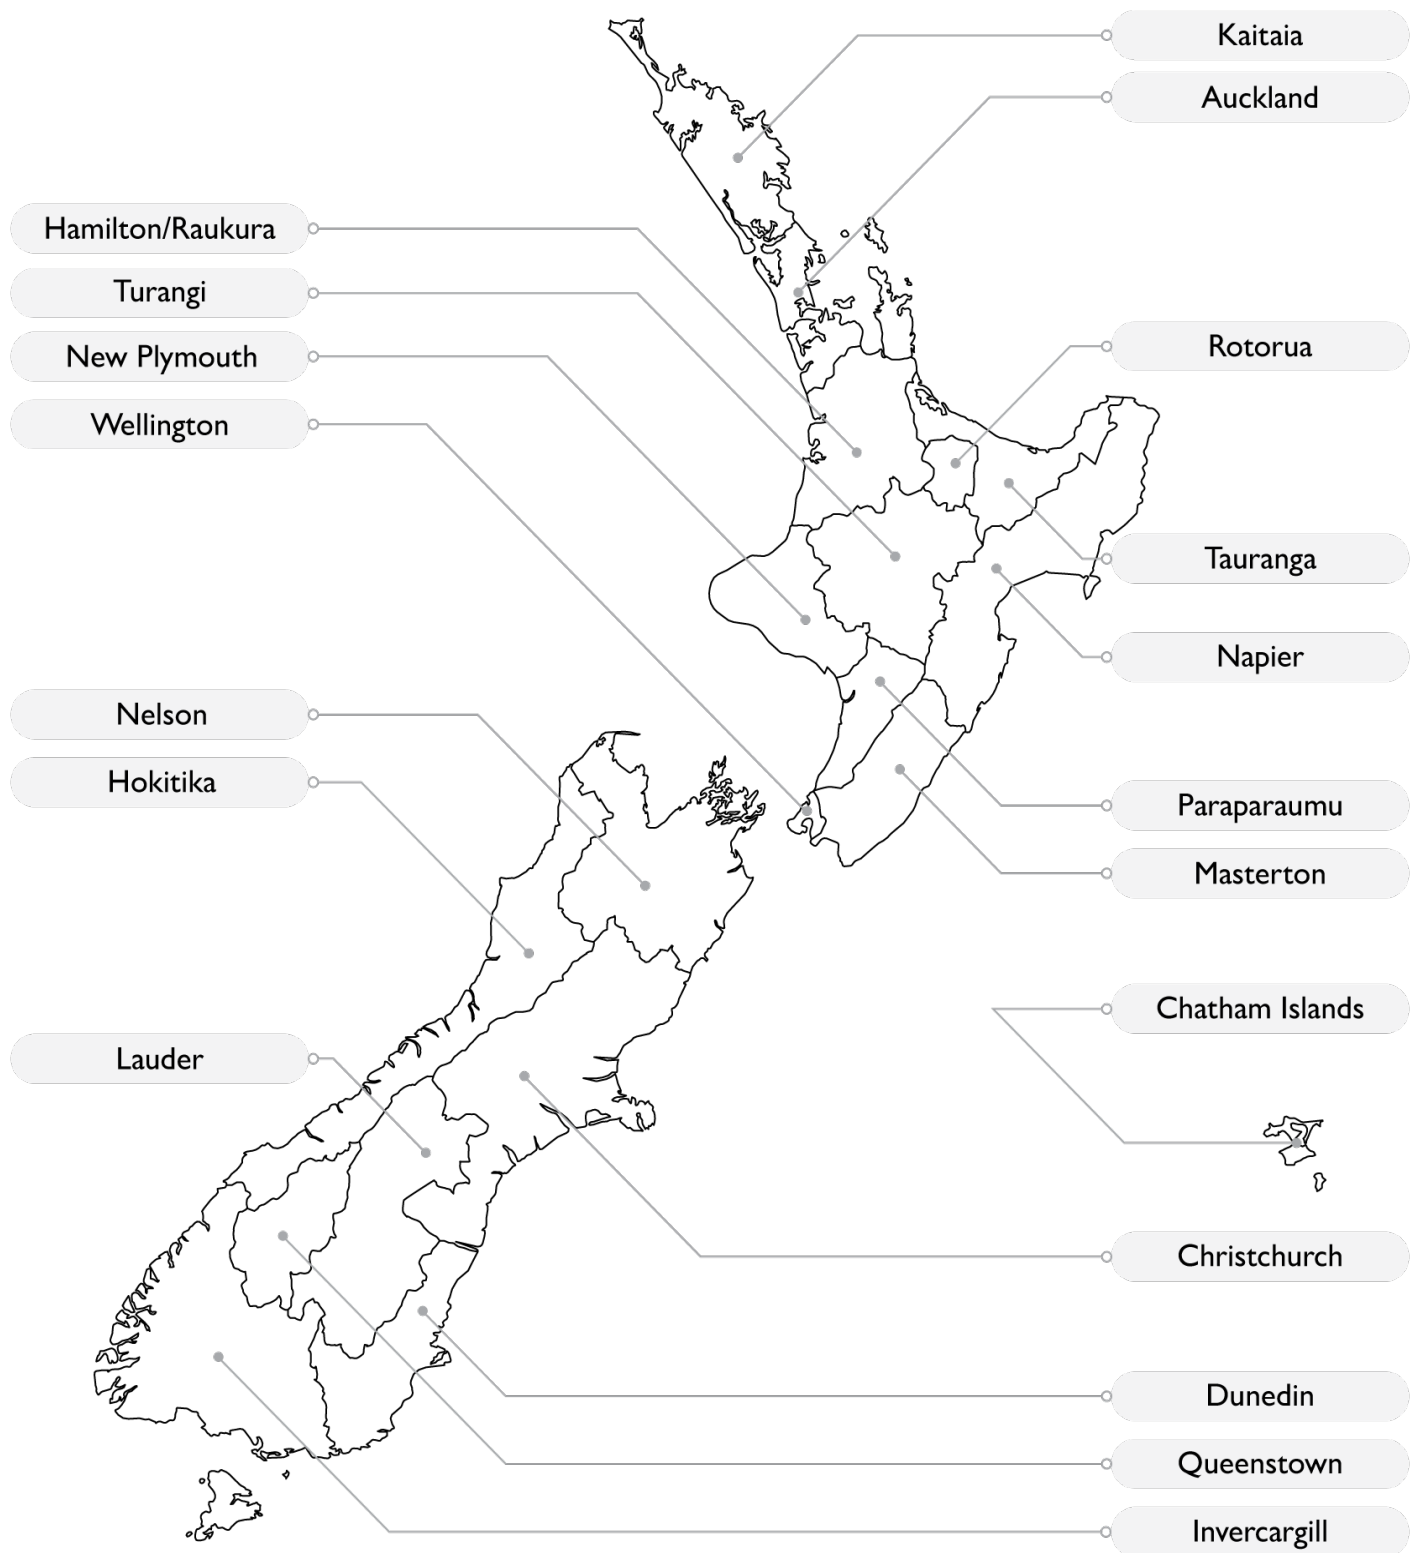 Kaitaia
Auckland
Hamilton/Raukura
Turangi
Rotorua
New Plymouth
Wellington
Tauranga
Napier
Nelson
Hokitika
Paraparaumu
Masterton
Chatham Islands
Lauder
Christchurch
Dunedin
Queenstown
Invercargill